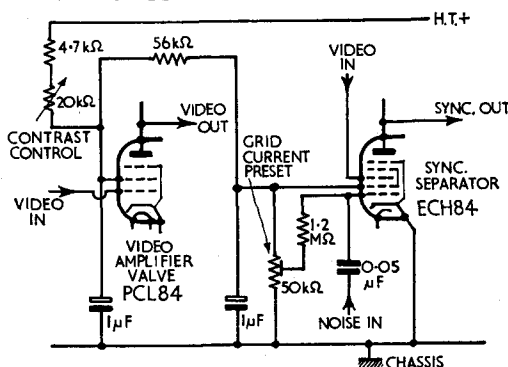 H.T.+
4·7kΩ
56kΩ
20kΩ
CONTRAST
CONTROL
VIDEO
OUT
VIDEO
IN
SYNC. OUT
GRID
CURRENT
PRESET
SYNC.
SEPARATOR
ECH84
VIDEO
IN
VIDEO
AMPLIFIER
VALVE
PCL84
1·2
MΩ
50kΩ
0·05
μF
1μF
1μF
NOISE IN
CHASSIS